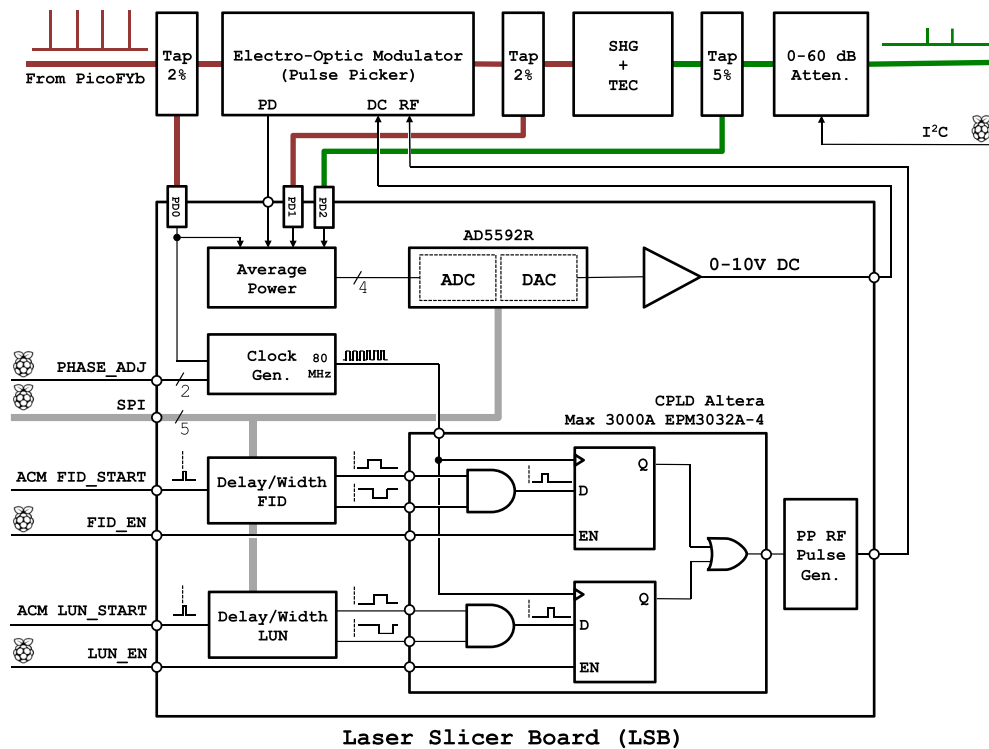 From PicoFYb
Tap
2%
Electro-Optic Modulator
(Pulse Picker)
PD
DC
RF
Tap
2%
SHG
+
TEC
Tap
5%
0-60 dB
Atten.
I²C
PD0
PD1
PD2
Average
Power
4
AD5592R
ADC
DAC
0-10V DC
Clock
Gen.
80
MHz
PHASE_ADJ
2
SPI
5
CPLD Altera
Max 3000A EPM3032A-4
ACM FID_START
Delay/Width
FID
FID_EN
Q
D
EN
PP RF
Pulse
Gen.
ACM LUN_START
Delay/Width
LUN
LUN_EN
Q
D
EN
Laser Slicer Board (LSB)